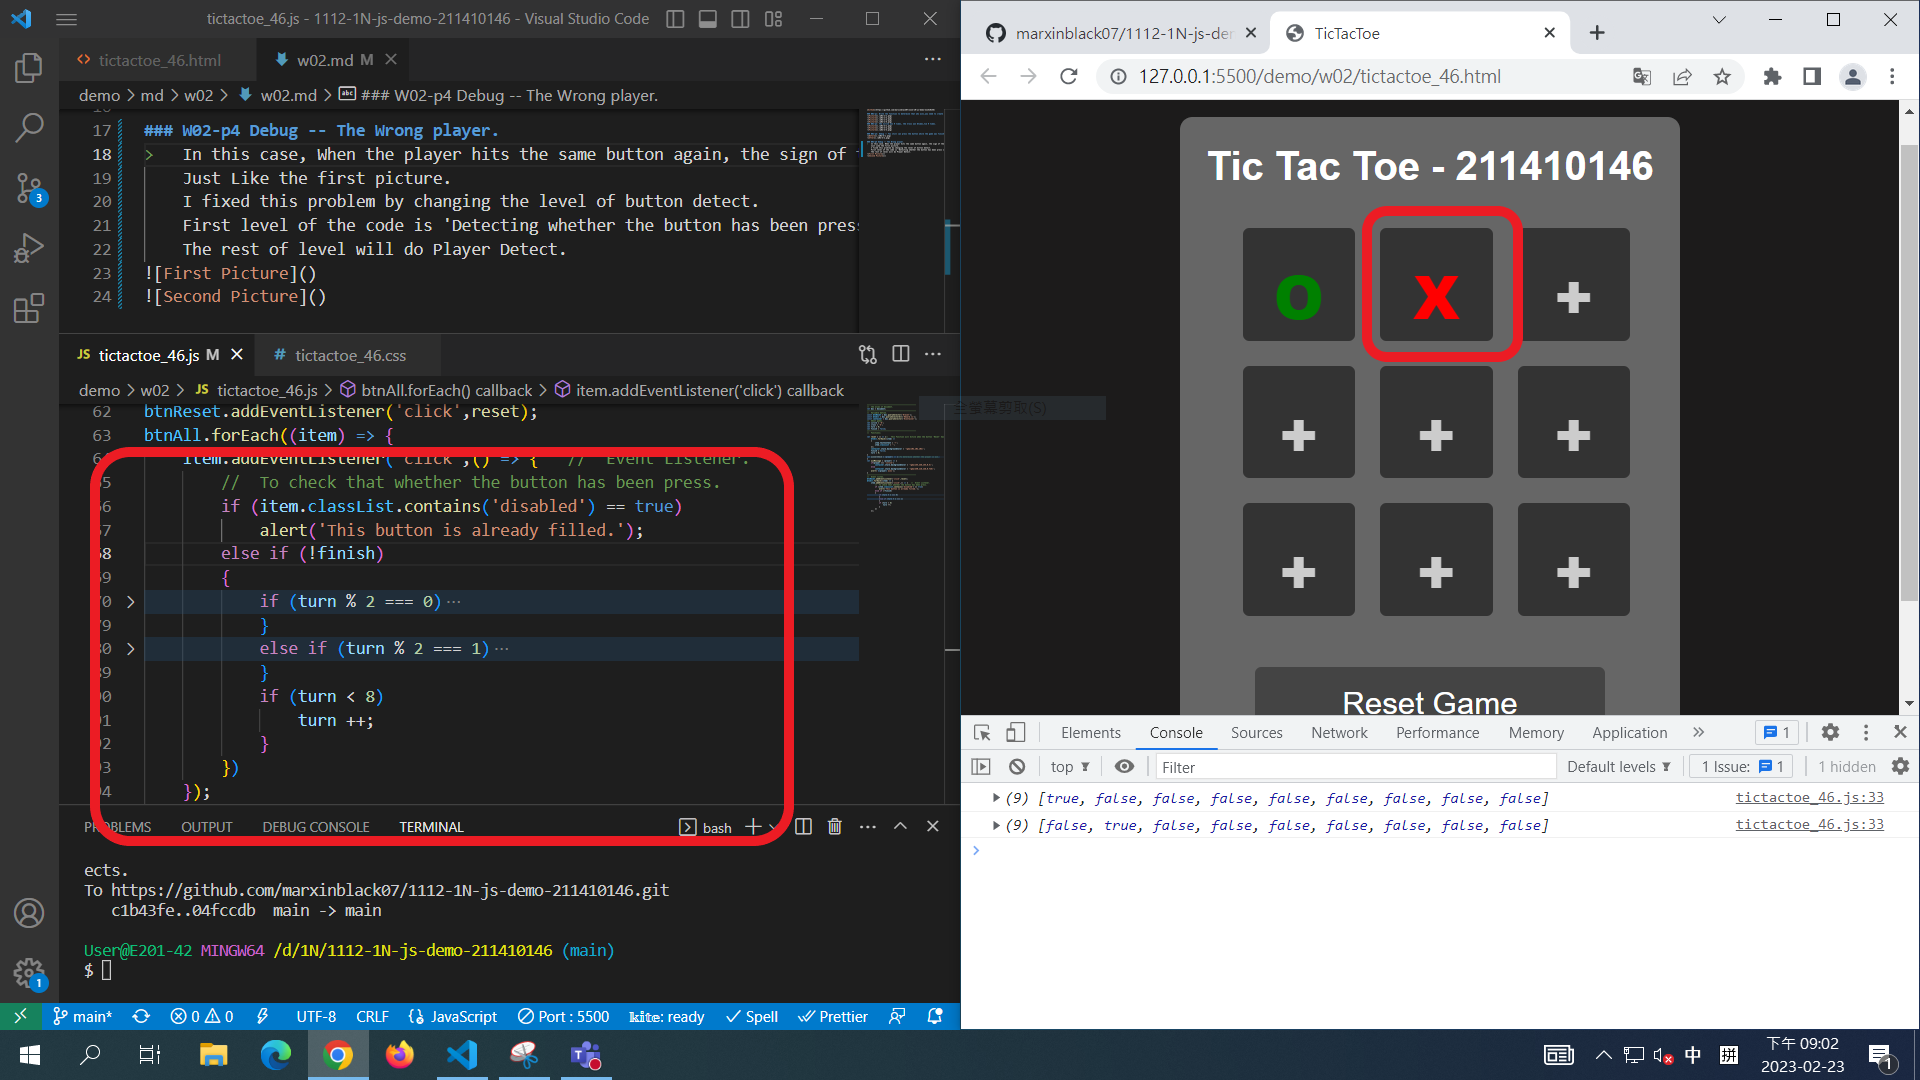 tictactoe_46.js - 1112-1N-js-demo-211410146 - Visual Studio Code
tictactoe_46.html
w02.md M
demo > md > w02 > w02.md > ### W02-p4 Debug -- The Wrong player.
17 ### W02-p4 Debug -- The Wrong player.
18 > In this case, When the player hits the same button again, the sign of
19 Just Like the first picture.
20 I fixed this problem by changing the level of button detect.
21 First level of the code is 'Detecting whether the button has been pres
22 The rest of level will do Player Detect.
23 ![First Picture]()
24 ![Second Picture]()
JS tictactoe_46.js M
# tictactoe_46.css
demo > w02 > JS tictactoe_46.js > btnAll.forEach() callback > item.addEventListener('click') callback
62 btnReset.addEventListener('click',reset);
63 btnAll.forEach((item) => {
item.addEventListener('click',() => { // Event Listener.
// To check that whether the button has been press.
if (item.classList.contains('disabled') == true)
alert('This button is already filled.');
else if (!finish)
{
if (turn % 2 === 0)···
}
else if (turn % 2 === 1)···
}
if (turn < 8)
turn ++;
}
})
});
PROBLEMS OUTPUT DEBUG CONSOLE TERMINAL bash
ects.
To https://github.com/marxinblack07/1112-1N-js-demo-211410146.git
c1b43fe..04fccdb main -> main
User@E201-42 MINGW64 /d/1N/1112-1N-js-demo-211410146 (main)
$
3
1
main* 0 0 UTF-8 CRLF {} JavaScript Port : 5500 kite: ready Spell Prettier
marxinblack07/1112-1N-js-de
TicTacToe
127.0.0.1:5500/demo/w02/tictactoe_46.html
Tic Tac Toe - 211410146
o x +
+ + +
+ + +
Reset Game
全螢幕剪取(S)
Elements Console Sources Network Performance Memory Application » 1
top Filter Default levels 1 Issue: 1 1 hidden
(9) [true, false, false, false, false, false, false, false, false] tictactoe_46.js:33
(9) [false, true, false, false, false, false, false, false, false] tictactoe_46.js:33
中 拼
下午 09:02
2023-02-23
1